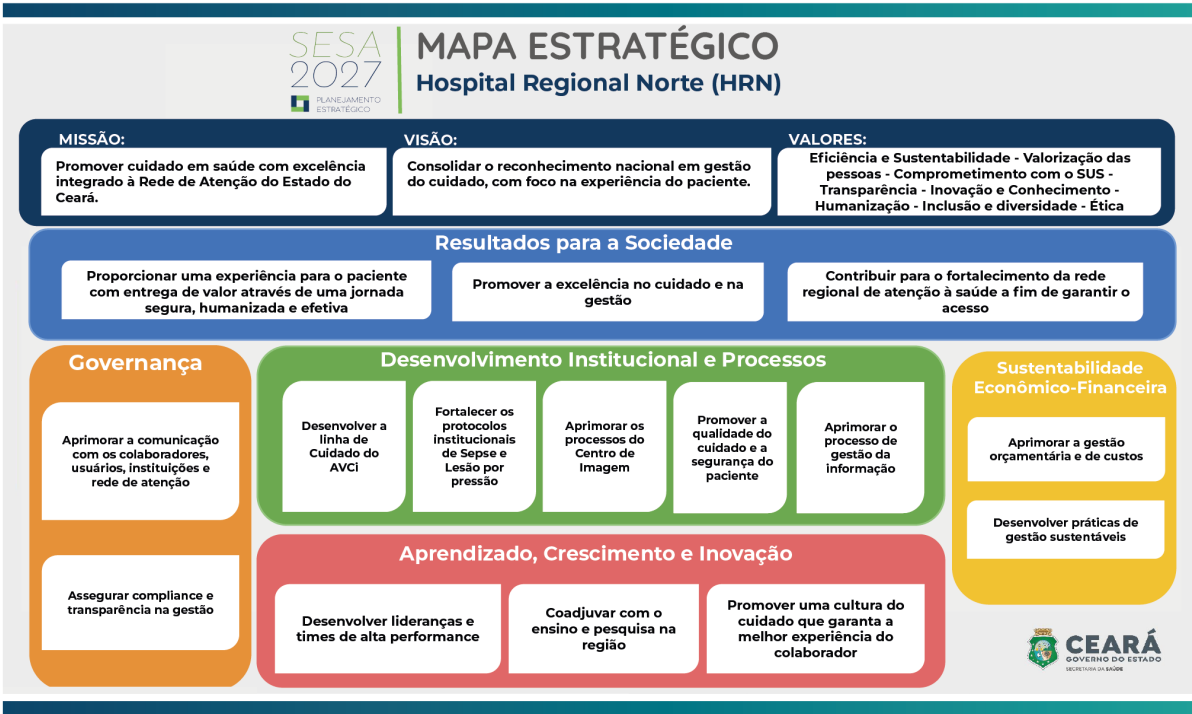 SESA
2027
PLANEJAMENTO
ESTRATÉGICO
MAPA ESTRATÉGICO
Hospital Regional Norte (HRN)
MISSÃO:
Promover cuidado em saúde com excelência
integrado à Rede de Atenção do Estado do
Ceará.
VISÃO:
Consolidar o reconhecimento nacional em gestão
do cuidado, com foco na experiência do paciente.
VALORES:
Eficiência e Sustentabilidade - Valorização das
pessoas - Comprometimento com o SUS -
Transparência - Inovação e Conhecimento -
Humanização - Inclusão e diversidade - Ética
Resultados para a Sociedade
Proporcionar uma experiência para o paciente
com entrega de valor através de uma jornada
segura, humanizada e efetiva
Promover a excelência no cuidado e na
gestão
Contribuir para o fortalecimento da rede
regional de atenção à saúde a fim de garantir o
acesso
Governança
Aprimorar a comunicação
com os colaboradores,
usuários, instituições e
rede de atenção
Assegurar compliance e
transparência na gestão
Desenvolvimento Institucional e Processos
Desenvolver a
linha de
Cuidado do
AVCi
Fortalecer os
protocolos
institucionais
de Sepse e
Lesão por
pressão
Aprimorar os
processos do
Centro de
Imagem
Promover a
qualidade do
cuidado e a
segurança do
paciente
Aprimorar o
processo de
gestão da
informação
Aprendizado, Crescimento e Inovação
Desenvolver lideranças e
times de alta performance
Coadjuvar com o
ensino e pesquisa na
região
Promover uma cultura do
cuidado que garanta a
melhor experiência do
colaborador
Sustentabilidade
Econômico-Financeira
Aprimorar a gestão
orçamentária e de custos
Desenvolver práticas de
gestão sustentáveis
CEARÁ
GOVERNO DO ESTADO
SECRETARIA DA SAÚDE